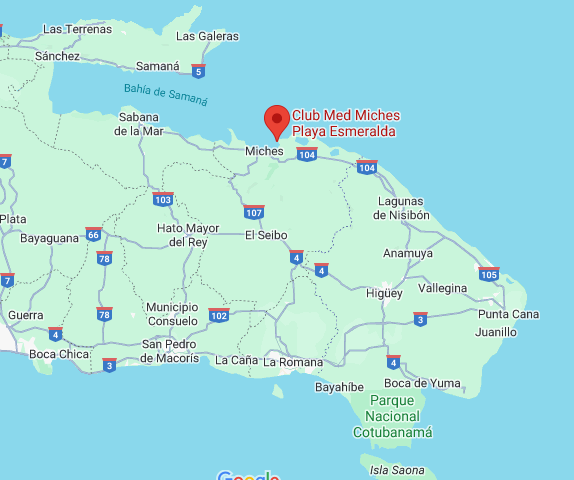 Las Terrenas
Las Galeras
Sánchez
Samaná
5
Bahía de Samaná
Sabana
de la Mar
Club Med Miches
Playa Esmeralda
Miches
104
104
7
103
Lagunas
de Nisibón
Plata
Bayaguana
66
Hato Mayor
del Rey
107
El Seibo
78
4
4
Anamuya
105
7
Higüey
Vallegina
Guerra
78
Municipio
Consuelo
102
3
Punta Cana
Juanillo
4
Boca Chica
3
San Pedro
de Macorís
La Caña
La Romana
4
Bayahíbe
Boca de Yuma
Parque
Nacional
Cotubanamá
Isla Saona
Google